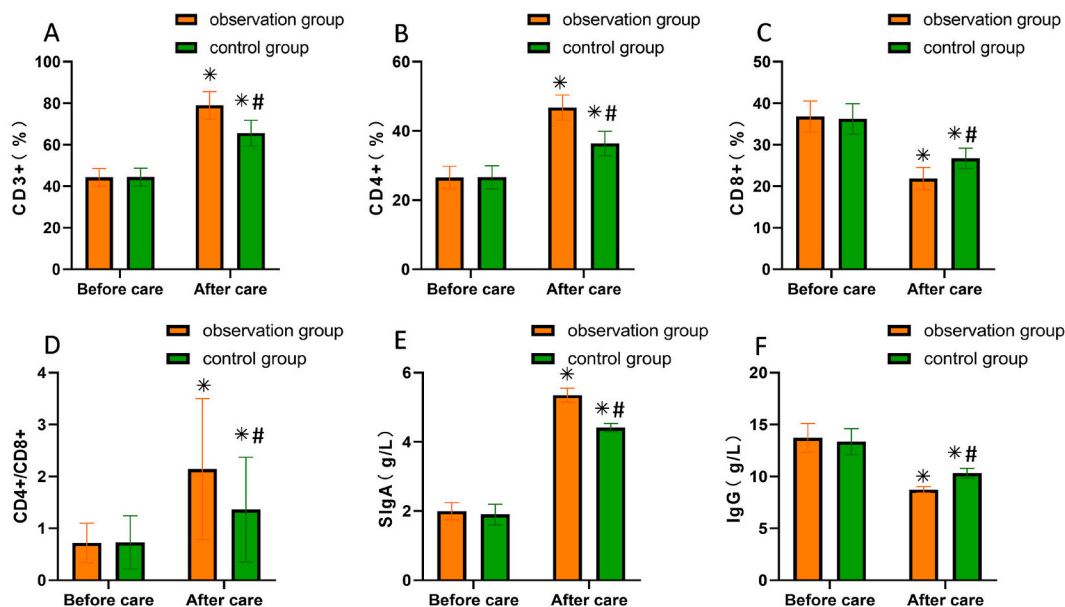 A
observation group
control group
CD3+ ( % )
100
80
60
40
20
0
*
* #
Before care
After care
B
observation group
control group
CD4+ ( % )
60
40
20
0
*
* #
Before care
After care
C
observation group
control group
CD8+ ( % )
50
40
30
20
10
0
*
* #
Before care
After care
D
observation group
control group
CD4+/CD8+
4
3
2
1
0
*
* #
Before care
After care
E
observation group
control group
SIgA ( g/L )
6
4
2
0
*
* #
Before care
After care
F
observation group
control group
IgG ( g/L )
20
15
10
5
0
*
* #
Before care
After care